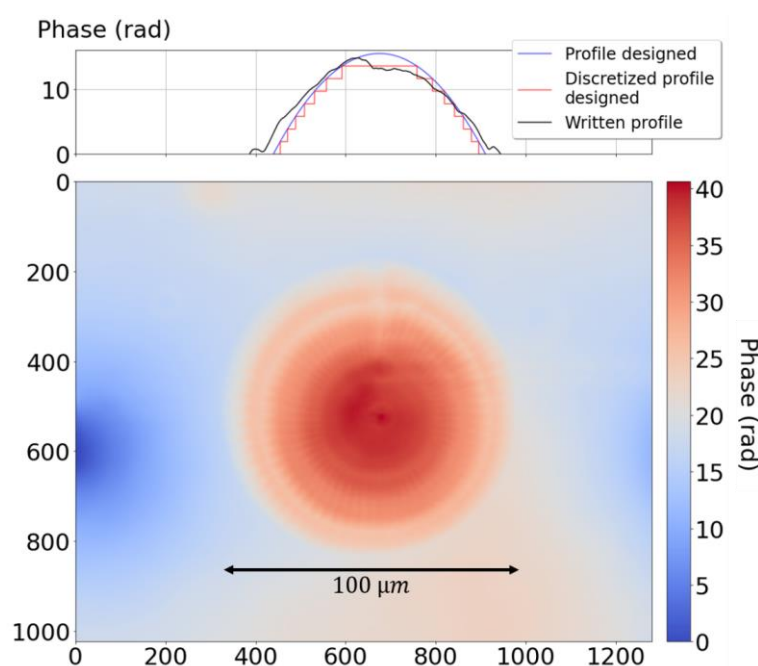 Phase (rad)
10
0
Profile designed
Discretized profile
designed
Written profile
0
200
400
600
800
1000
0 200 400 600 800 1000 1200
100 μm
40
35
30
25
20
15
10
5
0
Phase (rad)